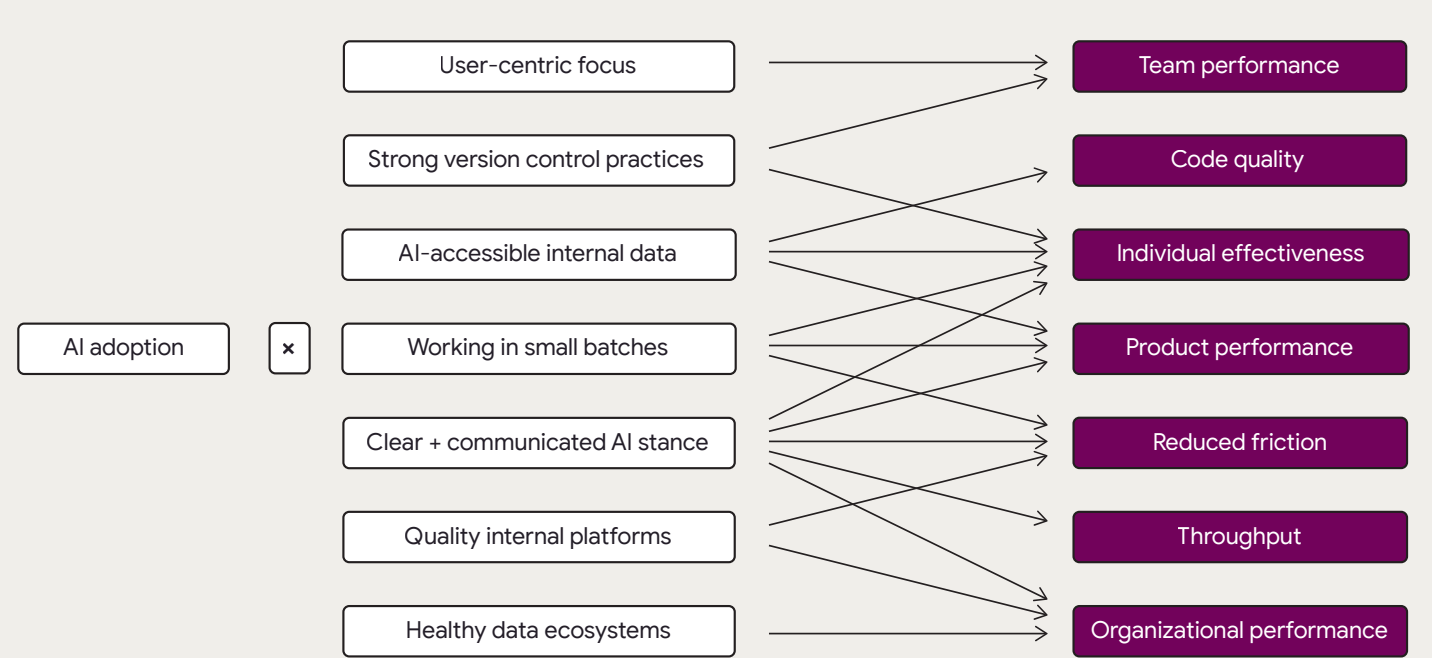 User-centric focus
Team performance
Strong version control practices
Code quality
AI-accessible internal data
Individual effectiveness
AI adoption
×
Working in small batches
Product performance
Clear + communicated AI stance
Reduced friction
Quality internal platforms
Throughput
Healthy data ecosystems
Organizational performance